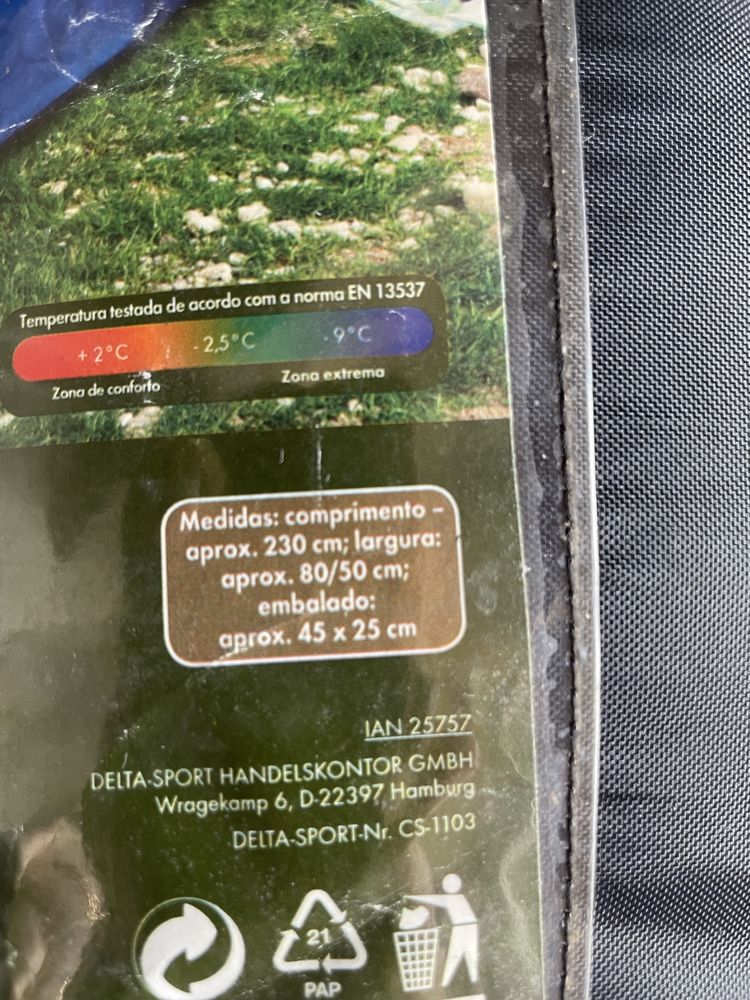 Temperatura testada de acordo com a norma EN 13537
+ 2°C - 2,5°C - 9°C
Zona de conforto Zona extrema
Medidas: comprimento –
aprox. 230 cm; largura:
aprox. 80/50 cm;
embalado:
aprox. 45 x 25 cm
IAN 25757
DELTA-SPORT HANDELSKONTOR GMBH
Wragekamp 6, D-22397 Hamburg
DELTA-SPORT-Nr. CS-1103
21
PAP